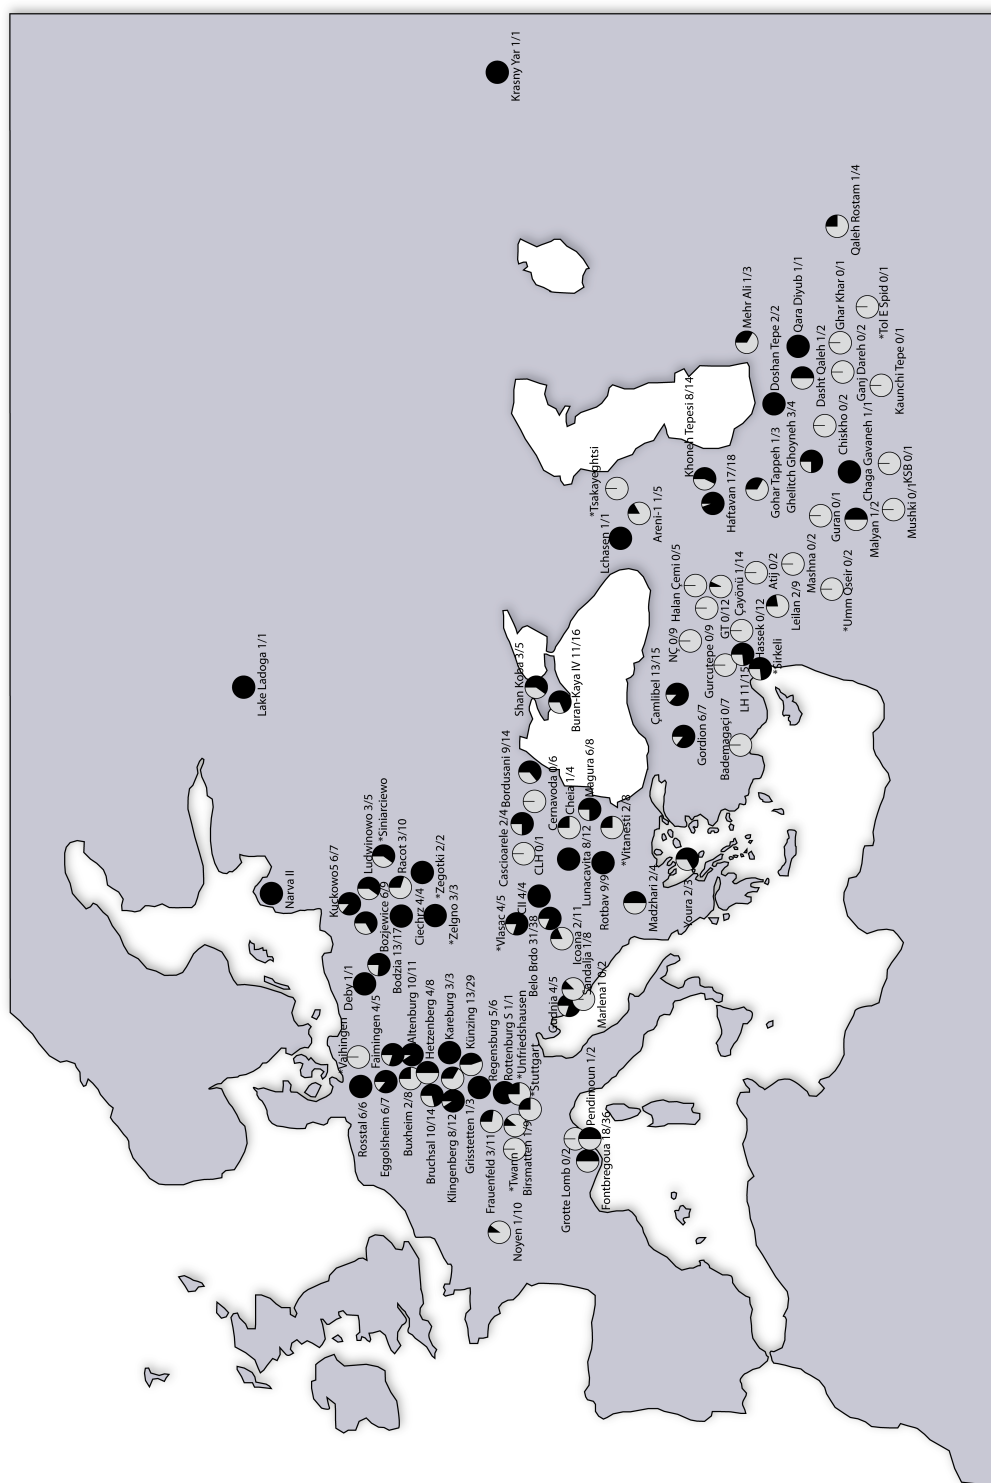 Krasny Yar 1/1
Qaleh Rostam 1/4
Mehr Ali 1/3
Doshan Tepe 2/2
Qara Diyub 1/1
Dasht Qaleh 1/2
Ghar Khar 0/1
Ganj Dareh 0/2
*Tol E Spid 0/1
Kaunchi Tepe 0/1
Chiskho 0/2
Chaga Gavaneh 1/1
KSB 0/1
Mushki 0/1
Malyan 1/2
Guran 0/1
Ghelitch Ghoyneh 3/4
Gohar Tappeh 1/3
Khoneh Tepesi 8/14
Haftavan 17/18
*Tsakayeghtsi
Areni-1 1/5
Lchasen 1/1
Halan Çemi 0/5
Çayönü 1/14
GT 0/12
NÇ 0/9
Gurcutepe 0/9
Hassek 0/12
Atij 0/2
Leilan 2/9
Mashna 0/2
*Umm Qseir 0/2
*Sirkeli
LH 11/15
Bademagaçi 0/7
Gordion 6/7
Çamlibel 13/15
Shan Koba 3/5
Buran-Kaya IV 11/16
Lake Ladoga 1/1
Narva II
Bordusani 9/14
Cernavoda 0/6
Cheia 1/4
Magura 6/8
*Vitanesti 2/8
Cascioarele 2/4
CLH 0/1
Lunacavita 8/12
Rotbav 9/9
Madzhari 2/4
Youra 2/3
*Vlasac 4/5
CII 4/4
Belo Brdo 31/38
Icoana 2/11
Sandalja 1/8
Marlena1 0/2
Gudnja 4/5
Kuckowo5 6/7
Ludwinowo 3/5
*Siniarciewo
Racot 3/10
*Zegotki 2/2
*Zelgno 3/3
Ciechrz 4/4
Bozjewice 6/9
Bodzia 13/17
Deby 1/1
Vaihingen
Faimingen 4/5
Altenburg 10/11
Hetzenberg 4/8
Kareburg 3/3
Künzing 13/29
Regensburg 5/6
Rottenburg S 1/1
*Unfriedshausen
*Stuttgart
Rosstal 6/6
Eggolsheim 6/7
Buxheim 2/8
Bruchsal 10/14
Klingenberg 8/12
Grisstetten 1/3
Frauenfeld 3/11
*Twann
Birsmatten 1/9
Noyen 1/10
Grotte Lomb 0/2
Pendimoun 1/2
Fontbregoua 18/36